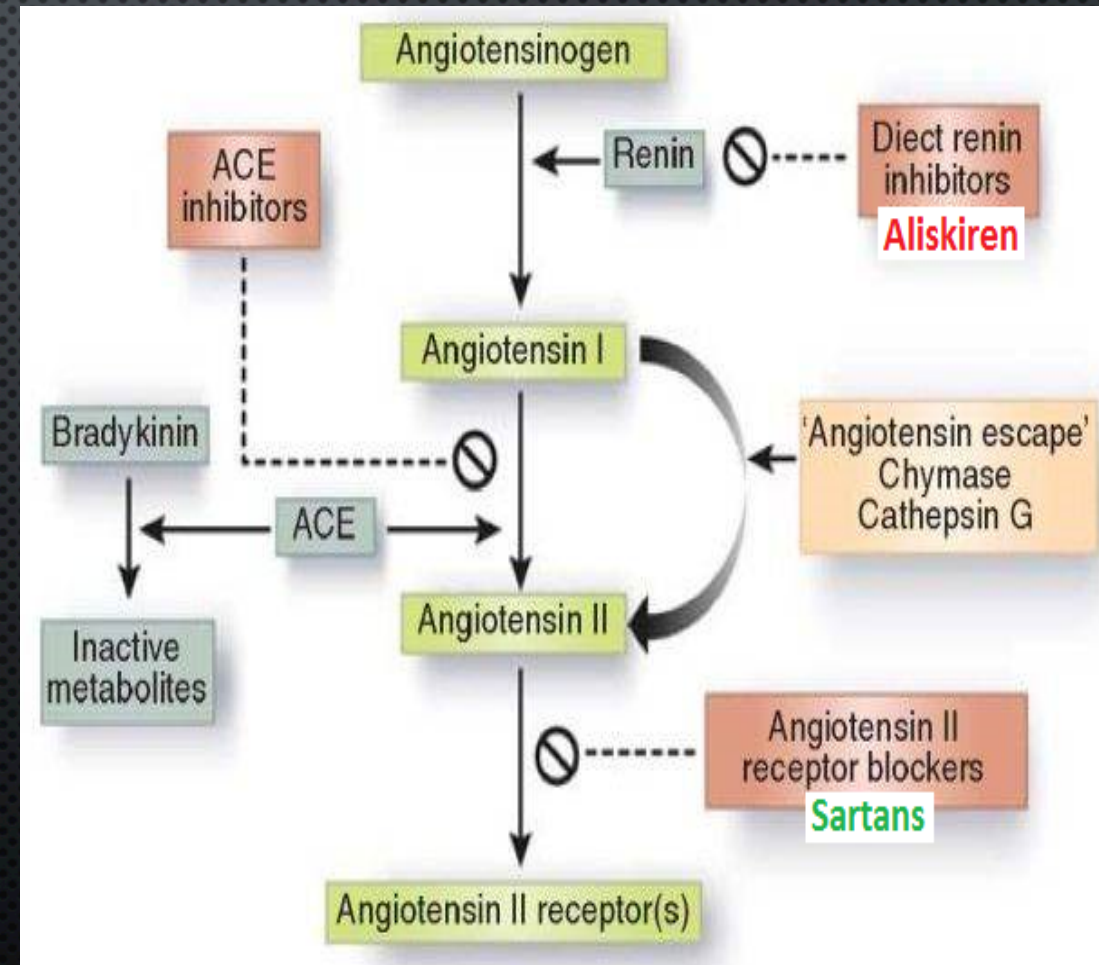 Angiotensinogen
ACE
inhibitors
Renin
Diect renin
inhibitors
Aliskiren
Angiotensin I
Bradykinin
'Angiotensin escape'
Chymase
Cathepsin G
ACE
Angiotensin II
Inactive
metabolites
Angiotensin II
receptor blockers
Sartans
Angiotensin II receptor(s)